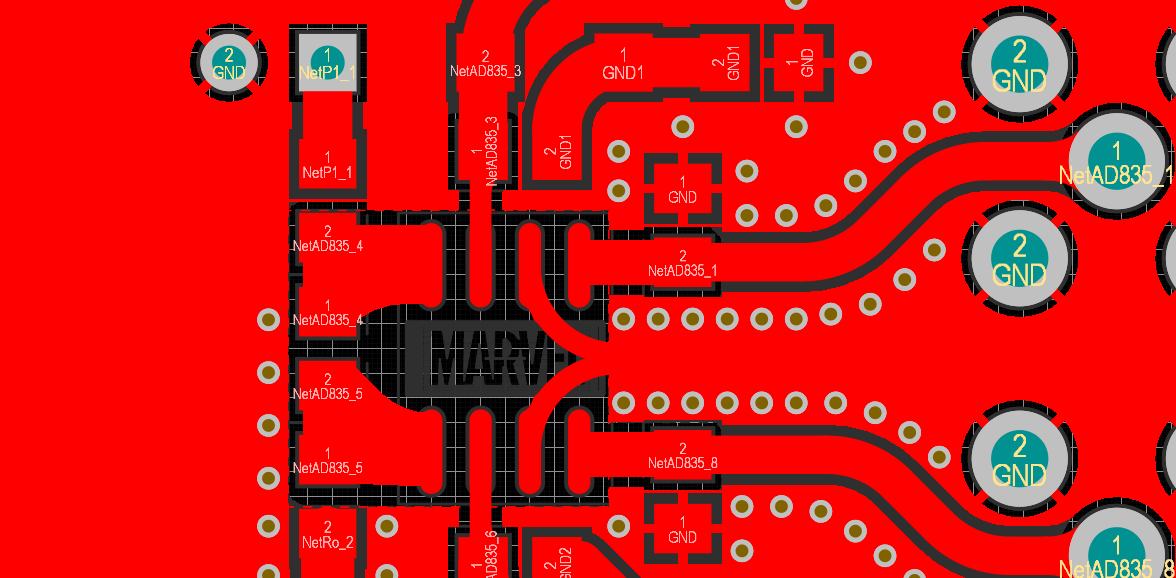 2
GND
1
NetP1_1
2
NetAD835_3
1
GND1
2
GND1
1
GND
2
GND
1
NetP1_1
1
NetAD835_3
2
GND1
1
GND
1
NetAD835_1
2
NetAD835_4
2
NetAD835_1
2
GND
1
NetAD835_4
2
NetAD835_5
1
NetAD835_5
2
NetAD835_8
2
GND
2
NetRo_2
1
GND
1
2
GND2
1
NetAD835_8